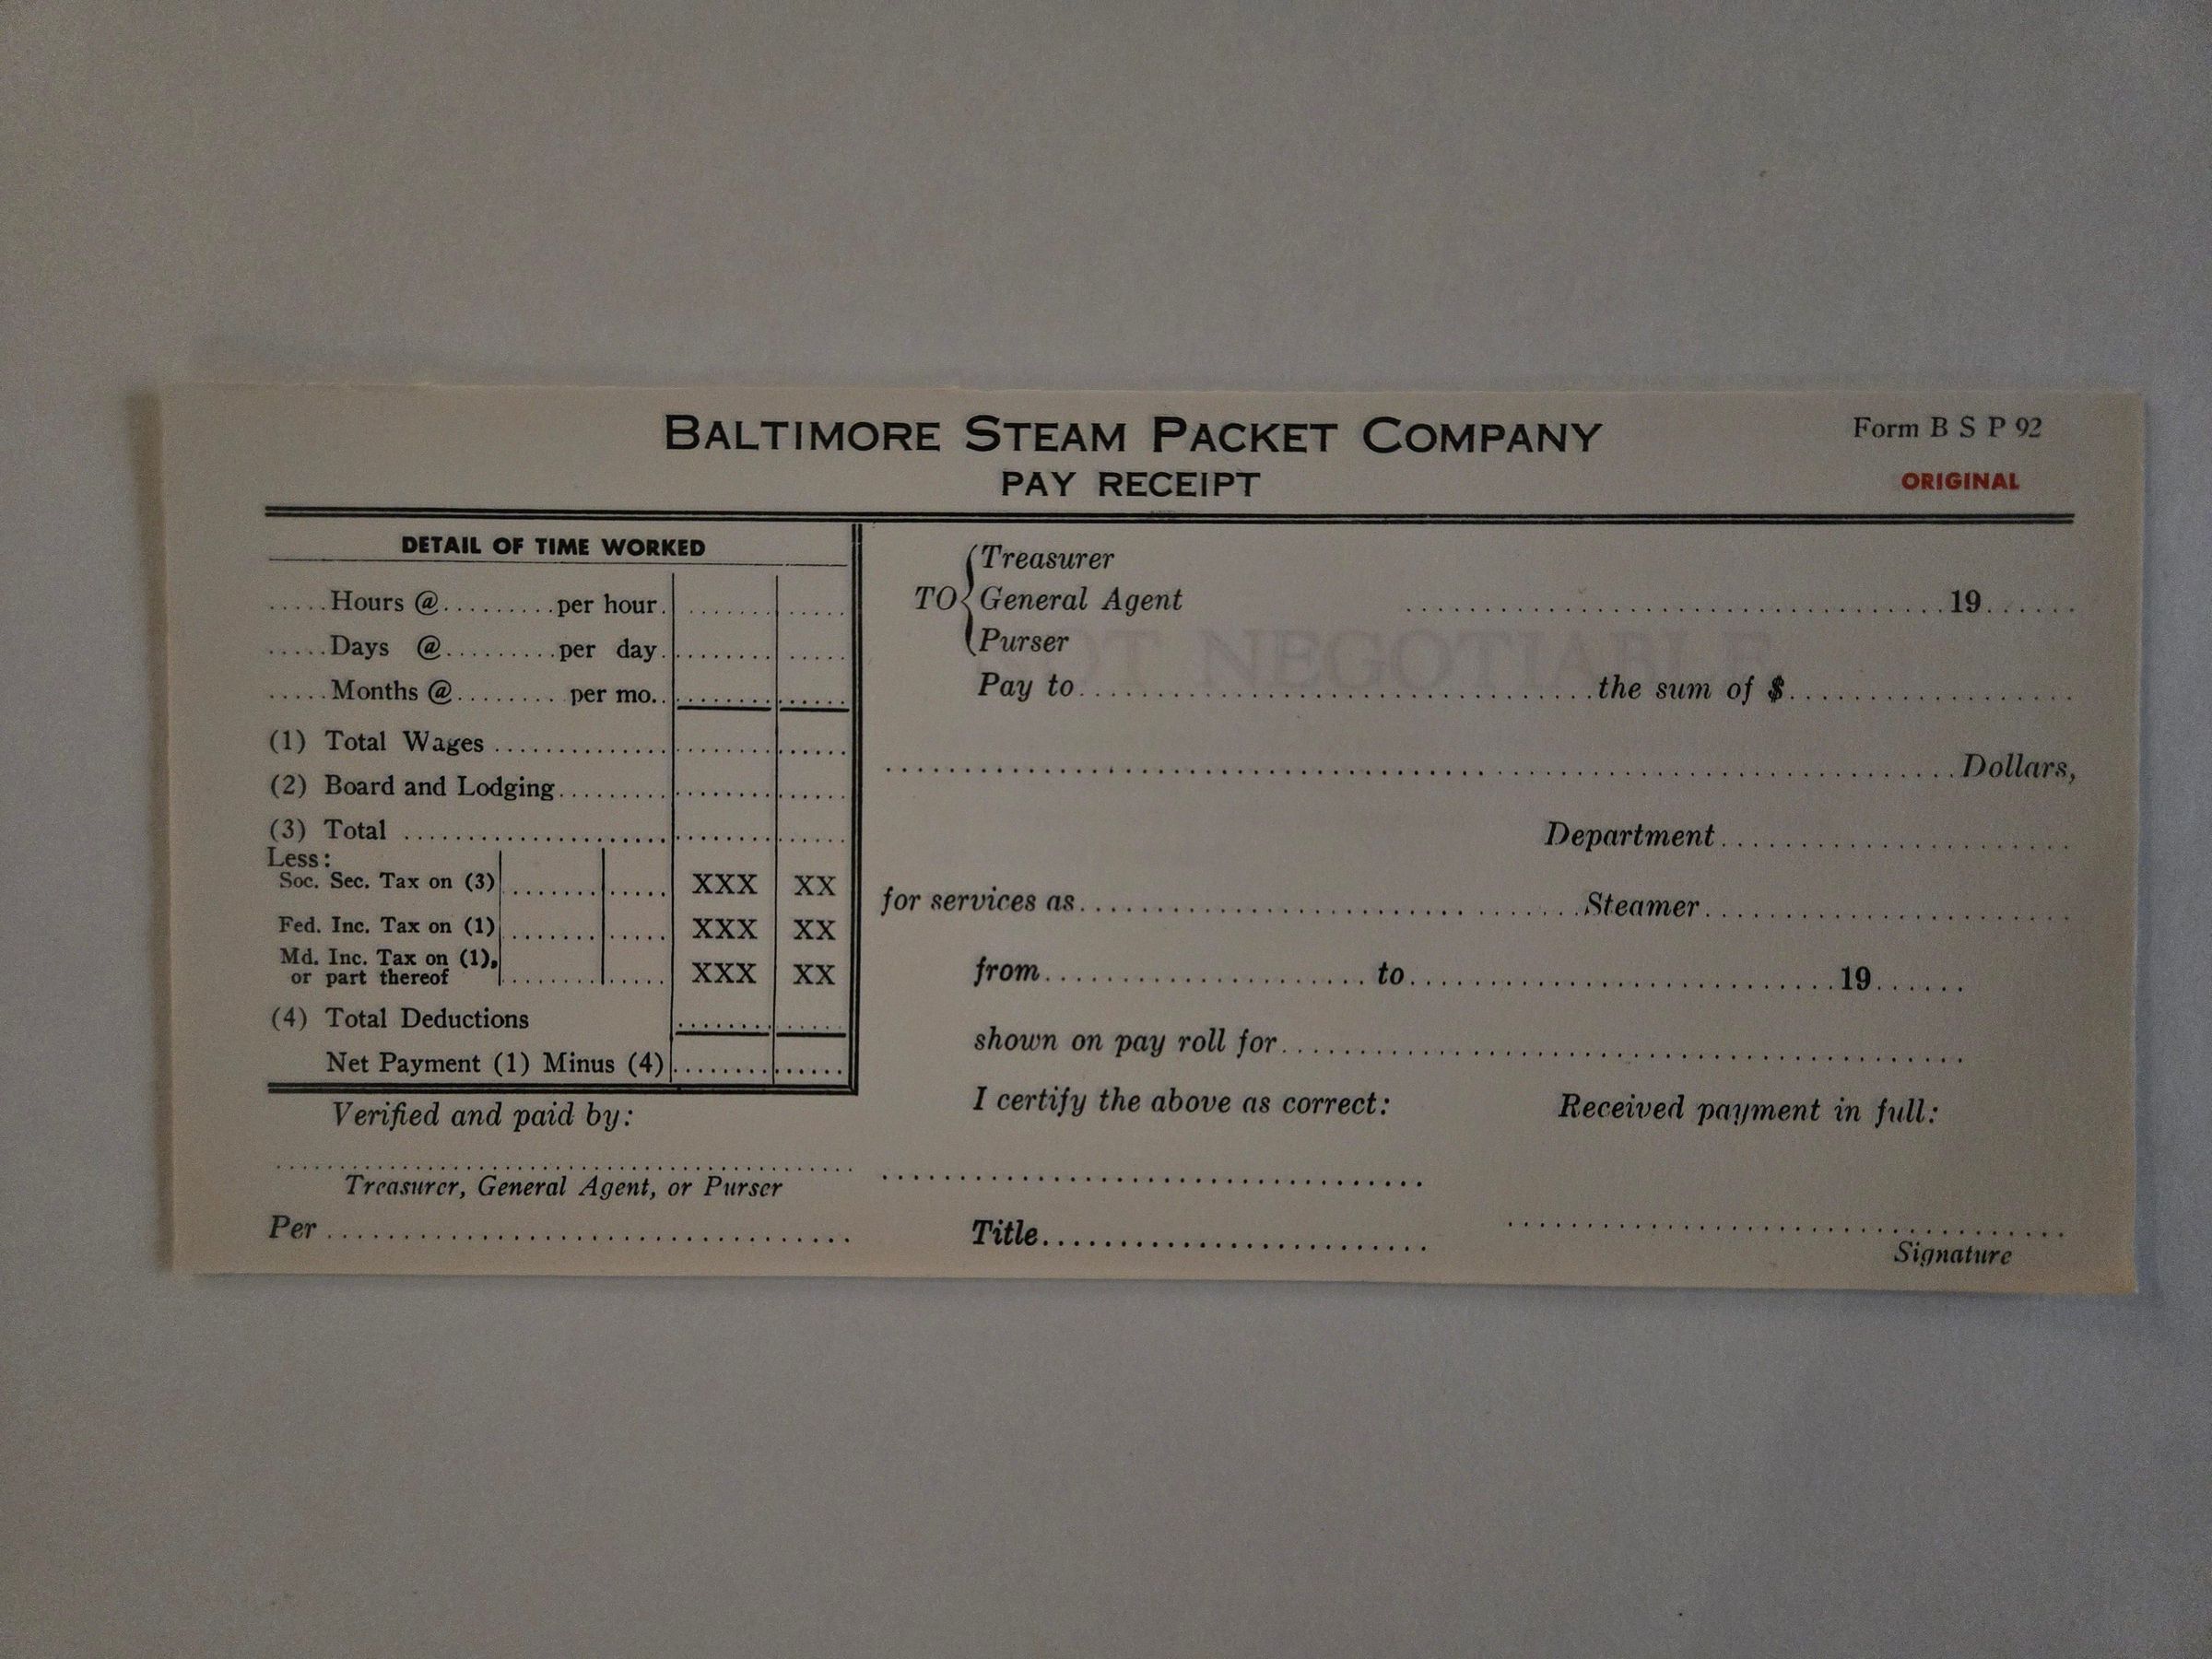 BALTIMORE STEAM PACKET COMPANY
PAY RECEIPT
Form B S P 92
ORIGINAL
DETAIL OF TIME WORKED
.....Hours @.........per hour.
.....Days @.........per day.
.....Months @.........per mo..
(1) Total Wages ..............
(2) Board and Lodging.........
(3) Total .....................
Less:
Soc. Sec. Tax on (3) XXX XX
Fed. Inc. Tax on (1) XXX XX
Md. Inc. Tax on (1),
or part thereof XXX XX
(4) Total Deductions
Net Payment (1) Minus (4)
Verified and paid by:
Treasurer, General Agent, or Purser
Per..................................
TO Treasurer
General Agent
Purser
..................................19......
NEGOTIABLE
Pay to..................................the sum of $...................
.......................................................................Dollars,
Department.......................
for services as.................................Steamer........................
from.....................to............................19......
shown on pay roll for.............................................
I certify the above as correct:
Title.........................
Received payment in full:
Signature